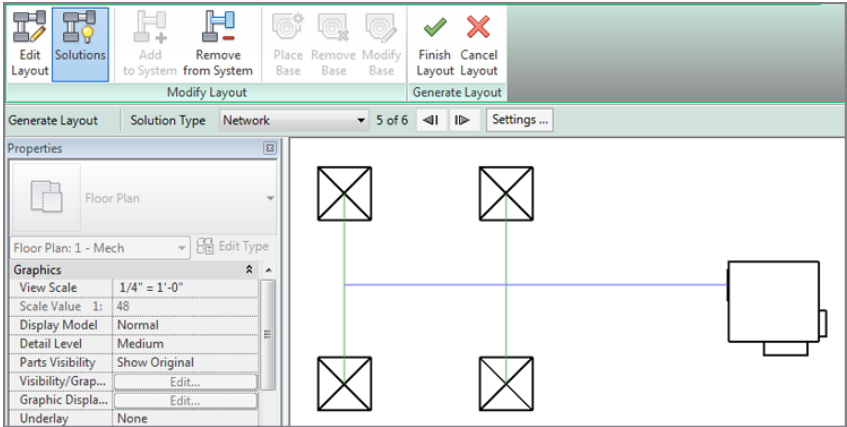 Edit Layout
Solutions
Add to System
Remove from System
Place Base
Remove Base
Modify Base
Finish Layout
Cancel Layout
Modify Layout
Generate Layout
Generate Layout Solution Type Network 5 of 6 Settings ...
Properties
Floor Plan
Floor Plan: 1 - Mech Edit Type
Graphics
View Scale 1/4" = 1'-0"
Scale Value 1: 48
Display Model Normal
Detail Level Medium
Parts Visibility Show Original
Visibility/Grap... Edit...
Graphic Displa... Edit...
Underlay None